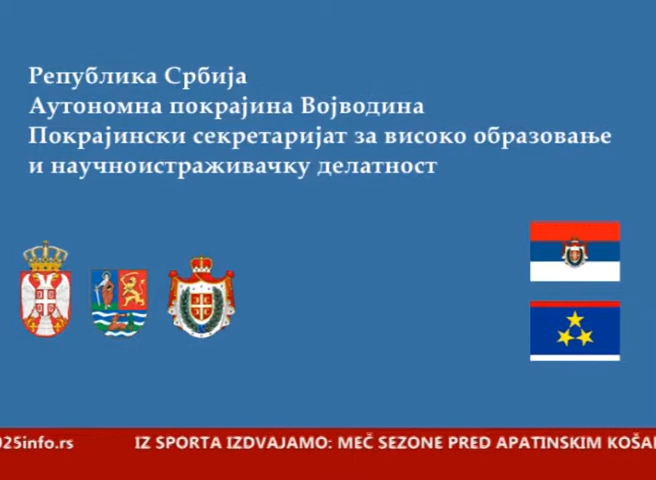 Република Србија
Аутономна покрајина Војводина
Покрајински секретаријат за високо образовање
и научноистраживачку делатност
025info.rs IZ SPORTA IZDVAJAMO: MEČ SEZONE PRED APATINSKIM